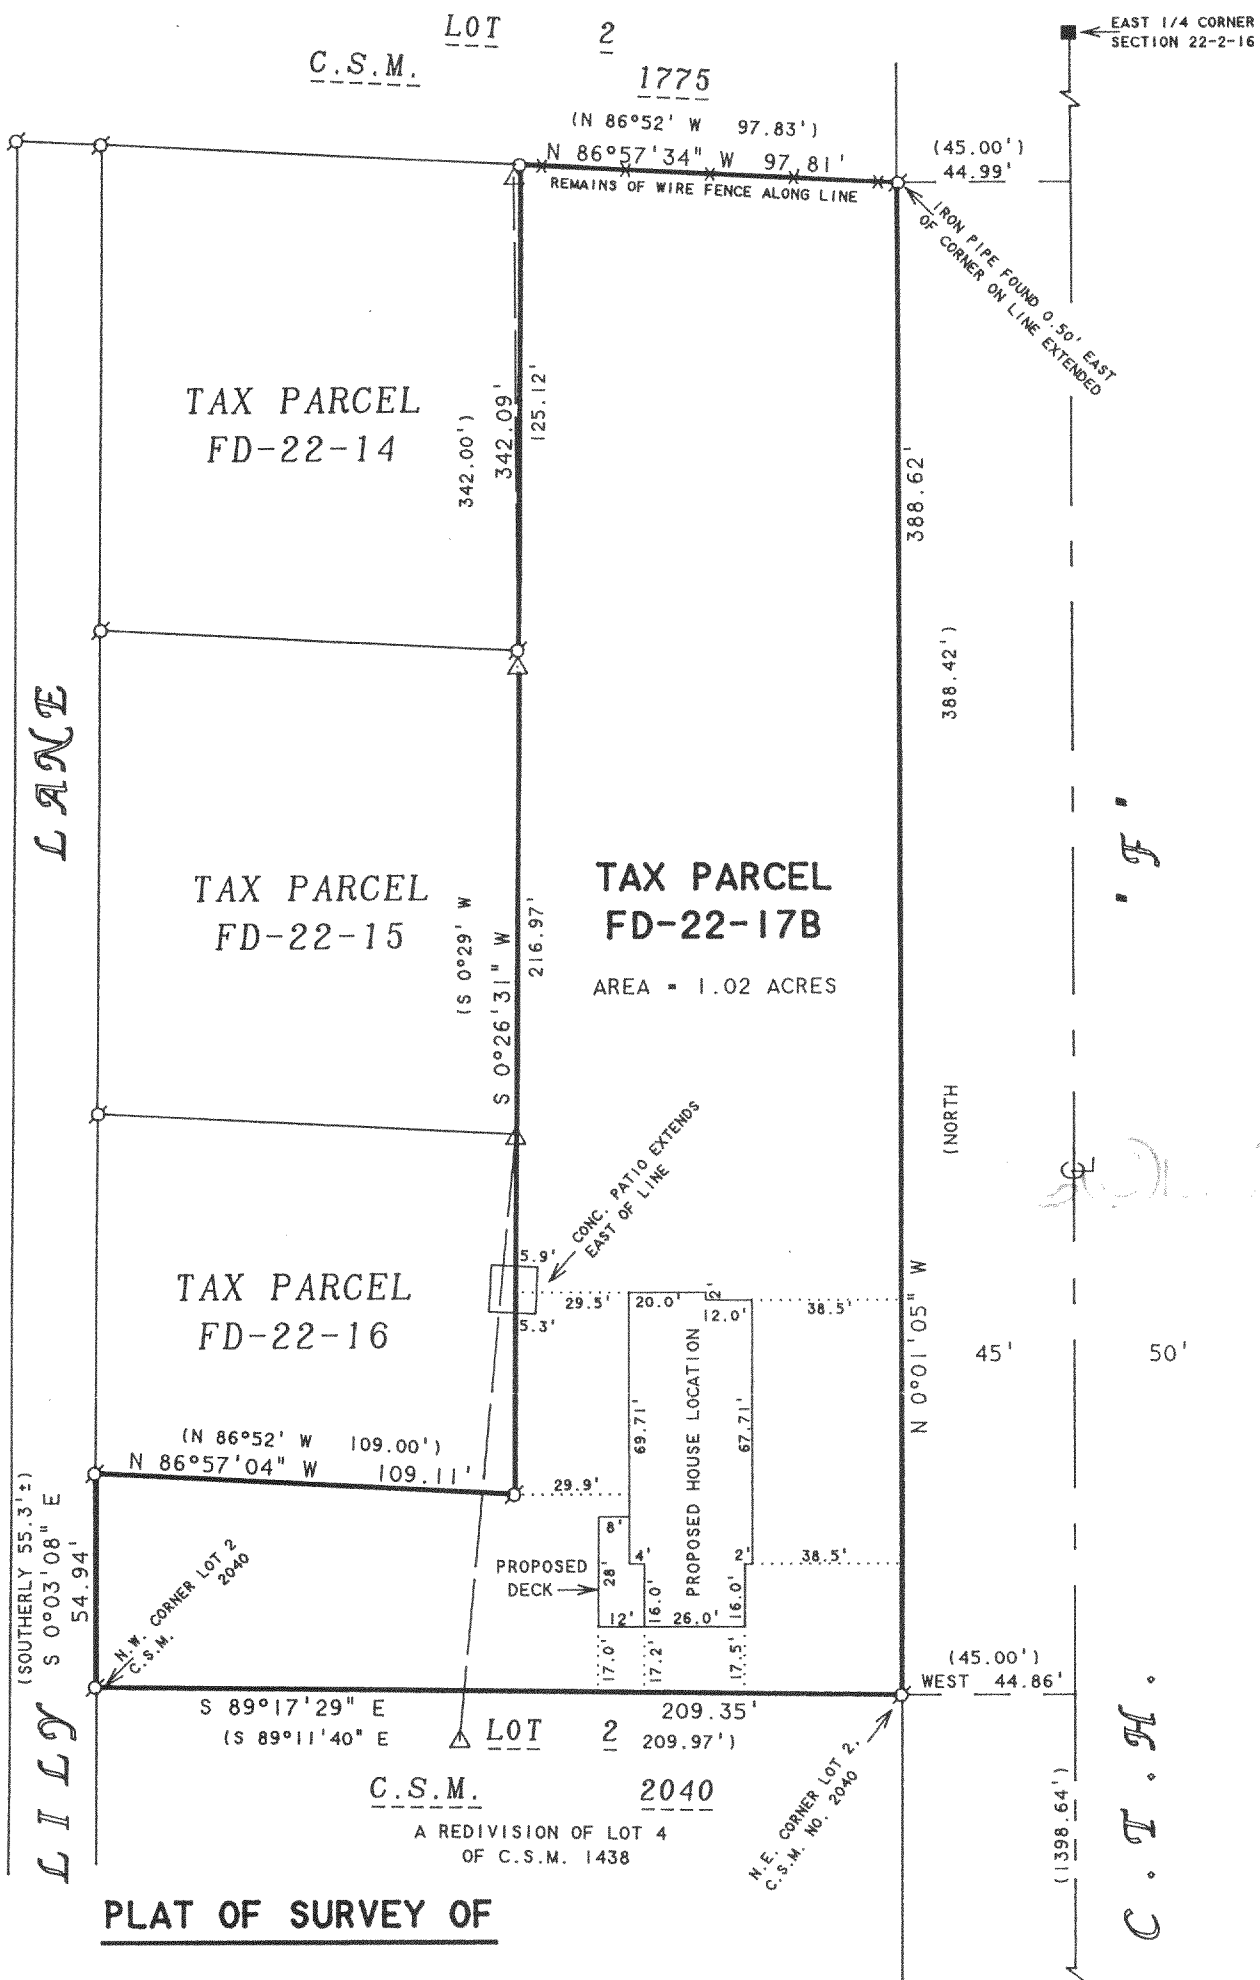 LOT 2
C.S.M. 1775
EAST 1/4 CORNER
SECTION 22-2-16
(N 86°52' W 97.83')
N 86°57'34" W 97.81'
REMAINS OF WIRE FENCE ALONG LINE
(45.00')
44.99'
IRON PIPE FOUND 0.50' EAST
OF CORNER ON LINE EXTENDED
TAX PARCEL
FD-22-14
342.00')
342.09'
125.12'
388.62'
388.42')
LANE
TAX PARCEL
FD-22-15
(S 0°29' W
S 0°26'31" W
216.97'
TAX PARCEL
FD-22-17B
AREA = 1.02 ACRES
"F"
(NORTH
CONC. PATIO EXTENDS
EAST OF LINE
5.9'
5.3'
TAX PARCEL
FD-22-16
29.5'
20.0'
2'
12.0'
38.5'
N 0°01'05" W
45'
50'
69.71'
PROPOSED HOUSE LOCATION
67.71'
(N 86°52' W 109.00')
N 86°57'04" W 109.11'
29.9'
8'
4'
2'
38.5'
PROPOSED
DECK
28'
12'
16.0'
26.0'
16.0'
17.0'
17.2'
17.5'
(SOUTHERLY 55.3'±)
S 0°03'08" E
54.94'
N.W. CORNER LOT 2
C.S.M. 2040
(45.00')
WEST 44.86'
S 89°17'29" E 209.35'
(S 89°11'40" E 209.97')
LOT 2
C.S.M. 2040
A REDIVISION OF LOT 4
OF C.S.M. 1438
N.E. CORNER LOT 2,
C.S.M. NO. 2040
(1398.64')
LILY
C.T.H.
PLAT OF SURVEY OF